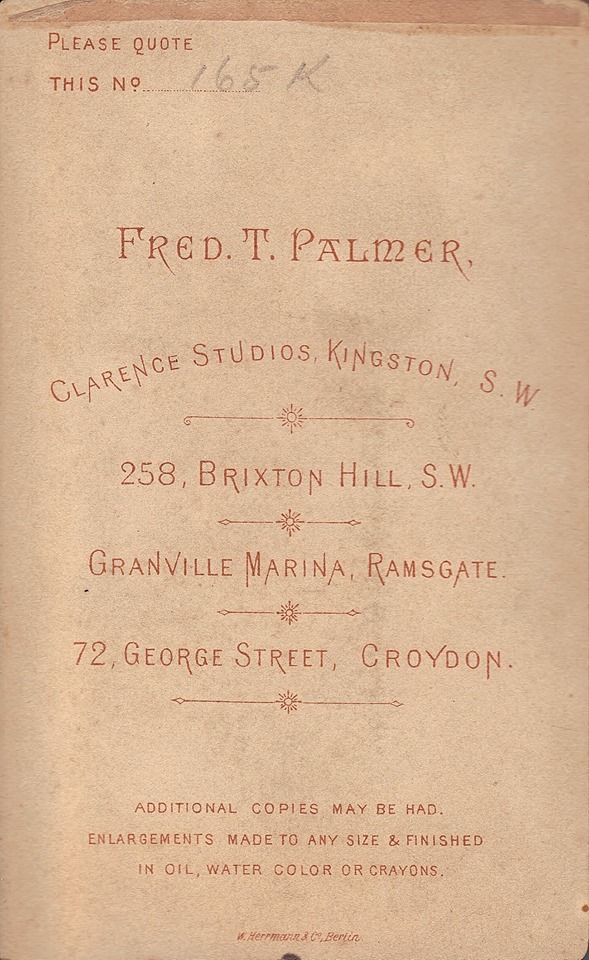 PLEASE QUOTE
THIS No. 165 K
FRED. T. PALMER,
CLARENCE STUDIOS, KINGSTON, S.W.
258, BRIXTON HILL, S.W.
GRANVILLE MARINA, RAMSGATE.
72, GEORGE STREET, CROYDON.
ADDITIONAL COPIES MAY BE HAD.
ENLARGEMENTS MADE TO ANY SIZE & FINISHED
IN OIL, WATER COLOR OR CRAYONS.
W. Herrmann & Co, Berlin.